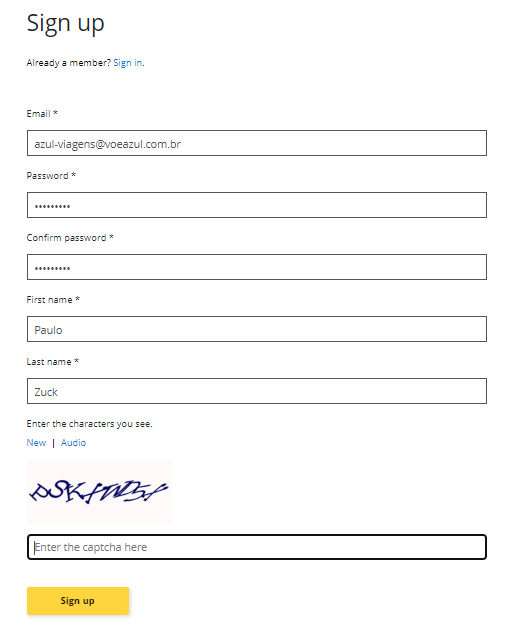 Sign up
Already a member? Sign in.
Email *
azul-viagens@voeazul.com.br
Password *
•••••••••
Confirm password *
•••••••••
First name *
Paulo
Last name *
Zuck
Enter the characters you see.
New | Audio
Enter the captcha here
Sign up